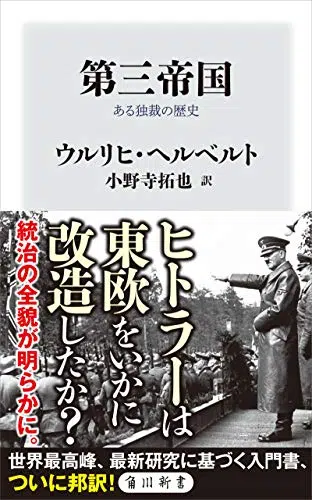 第三帝国
ある独裁の歴史
ウルリヒ・ヘルベルト
小野寺拓也 訳
ヒトラーは
東欧をいかに
改造したか?
統治の全貌が明らかに。
世界最高峰、最新研究に基づく入門書、
ついに邦訳!
角川新書